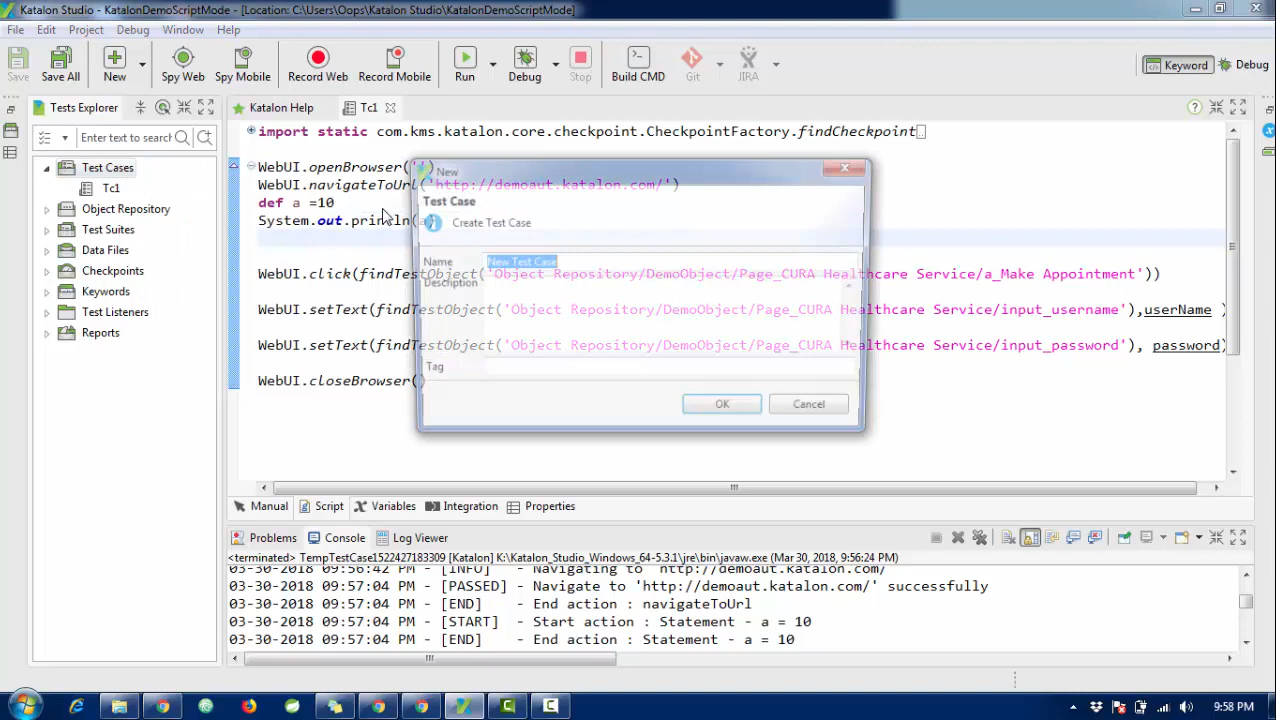 Katalon Studio - KatalonDemoScriptMode - [Location: C:\Users\Oops\Katalon Studio\KatalonDemoScriptMode]
File Edit Project Debug Window Help
Save Save All New Spy Web Spy Mobile Record Web Record Mobile Run Debug Stop Build CMD Git JIRA Keyword Debug
Tests Explorer
Katalon Help Tc1
Enter text to search
Test Cases
Tc1
Object Repository
Test Suites
Data Files
Checkpoints
Keywords
Test Listeners
Reports
import static com.kms.katalon.core.checkpoint.CheckpointFactory.findCheckpoint
WebUI.openBrowser('')
WebUI.navigateToUrl('http://demoaut.katalon.com/')
def a =10
System.out.println(a)
WebUI.click(findTestObject('Object Repository/DemoObject/Page_CURA Healthcare Service/a_Make Appointment'))
WebUI.setText(findTestObject('Object Repository/DemoObject/Page_CURA Healthcare Service/input_username'),userName )
WebUI.setText(findTestObject('Object Repository/DemoObject/Page_CURA Healthcare Service/input_password'), password)
WebUI.closeBrowser()
New
Test Case
Create Test Case
Name New Test Case
Description
Tag
OK Cancel
Manual Script Variables Integration Properties
Problems Console Log Viewer
<terminated> TempTestCase1522427183309 [Katalon] K:\Katalon_Studio_Windows_64-5.3.1\jre\bin\javaw.exe (Mar 30, 2018, 9:56:24 PM)
03-30-2018 09:56:42 PM - [INFO] - Navigating to 'http://demoaut.katalon.com/'
03-30-2018 09:57:04 PM - [PASSED] - Navigate to 'http://demoaut.katalon.com/' successfully
03-30-2018 09:57:04 PM - [END] - End action : navigateToUrl
03-30-2018 09:57:04 PM - [START] - Start action : Statement - a = 10
03-30-2018 09:57:04 PM - [END] - End action : Statement - a = 10
9:58 PM